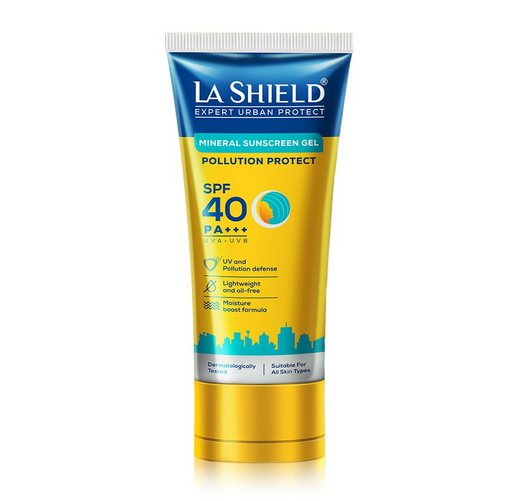 LA SHIELD®
EXPERT URBAN PROTECT
MINERAL SUNSCREEN GEL
POLLUTION PROTECT
SPF
40
PA+++
UVA-UVB
UV and
Pollution defense
Lightweight
and oil-free
Moisture
boost formula
Dermatologically
Tested
Suitable For
All Skin Types